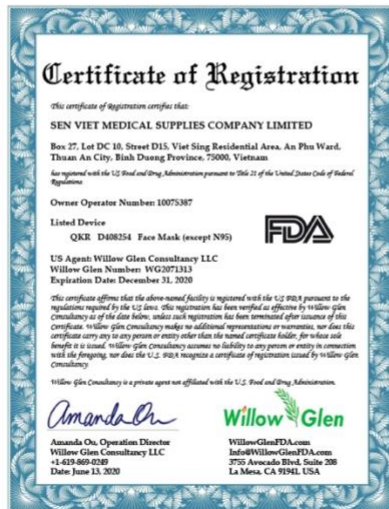 Certificate of Registration
This certificate of Registration certifies that:
SEN VIET MEDICAL SUPPLIES COMPANY LIMITED
Box 27, Lot DC 10, Street D15, Viet Sing Residential Area, An Phu Ward,
Thuan An City, Binh Duong Province, 75000, Vietnam
has registered with the US Food and Drug Administration pursuant to Title 21 of the United States Code of Federal
Regulations
Owner Operator Number: 10075387
Listed Device
QKR D408254 Face Mask (except N95)
FDA
US Agent: Willow Glen Consultancy LLC
Willow Glen Number: WG2071313
Expiration Date: December 31, 2020
This certificate affirms that the above-named facility is registered with the US FDA pursuant to the
regulations required by the US laws. This registration has been verified as effective by Willow Glen
Consultancy as of the date below, unless such registration has been terminated after issuance of this
Certificate. Willow Glen Consultancy makes no additional representations or warranties, nor does this
certificate carry any to any person or entity other than the named certificate holder, for whose sole
benefit it is issued. Willow Glen Consultancy assumes no liability to any person or entity in connection
with the foregoing, nor does the U.S. FDA recognize a certificate of registration issued by Willow Glen
Consultancy.
Willow Glen Consultancy is a private agent not affiliated with the U.S. Food and Drug Administration.
Amanda Ou
Willow Glen
Amanda Ou, Operation Director
Willow Glen Consultancy LLC
+1-619-869-0249
Date: June 13, 2020
WillowGlenFDA.com
Info@WillowGlenFDA.com
3755 Avocado Blvd, Suite 208
La Mesa, CA 91941, USA